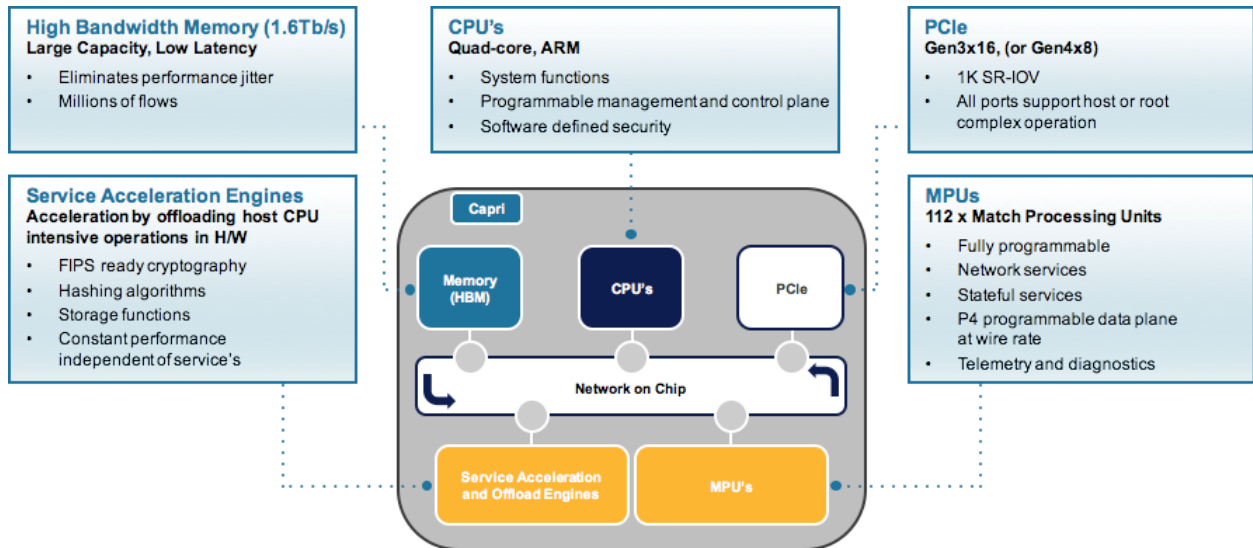 High Bandwidth Memory (1.6Tb/s)
Large Capacity, Low Latency
• Eliminates performance jitter
• Millions of flows
CPU's
Quad-core, ARM
• System functions
• Programmable management and control plane
• Software defined security
PCIe
Gen3x16, (or Gen4x8)
• 1K SR-IOV
• All ports support host or root
complex operation
Service Acceleration Engines
Acceleration by offloading host CPU
intensive operations in H/W
• FIPS ready cryptography
• Hashing algorithms
• Storage functions
• Constant performance
independent of service's
MPUs
112 x Match Processing Units
• Fully programmable
• Network services
• Stateful services
• P4 programmable data plane
at wire rate
• Telemetry and diagnostics
Capri
Memory
(HBM)
CPU's
PCIe
Network on Chip
Service Acceleration
and Offload Engines
MPU's